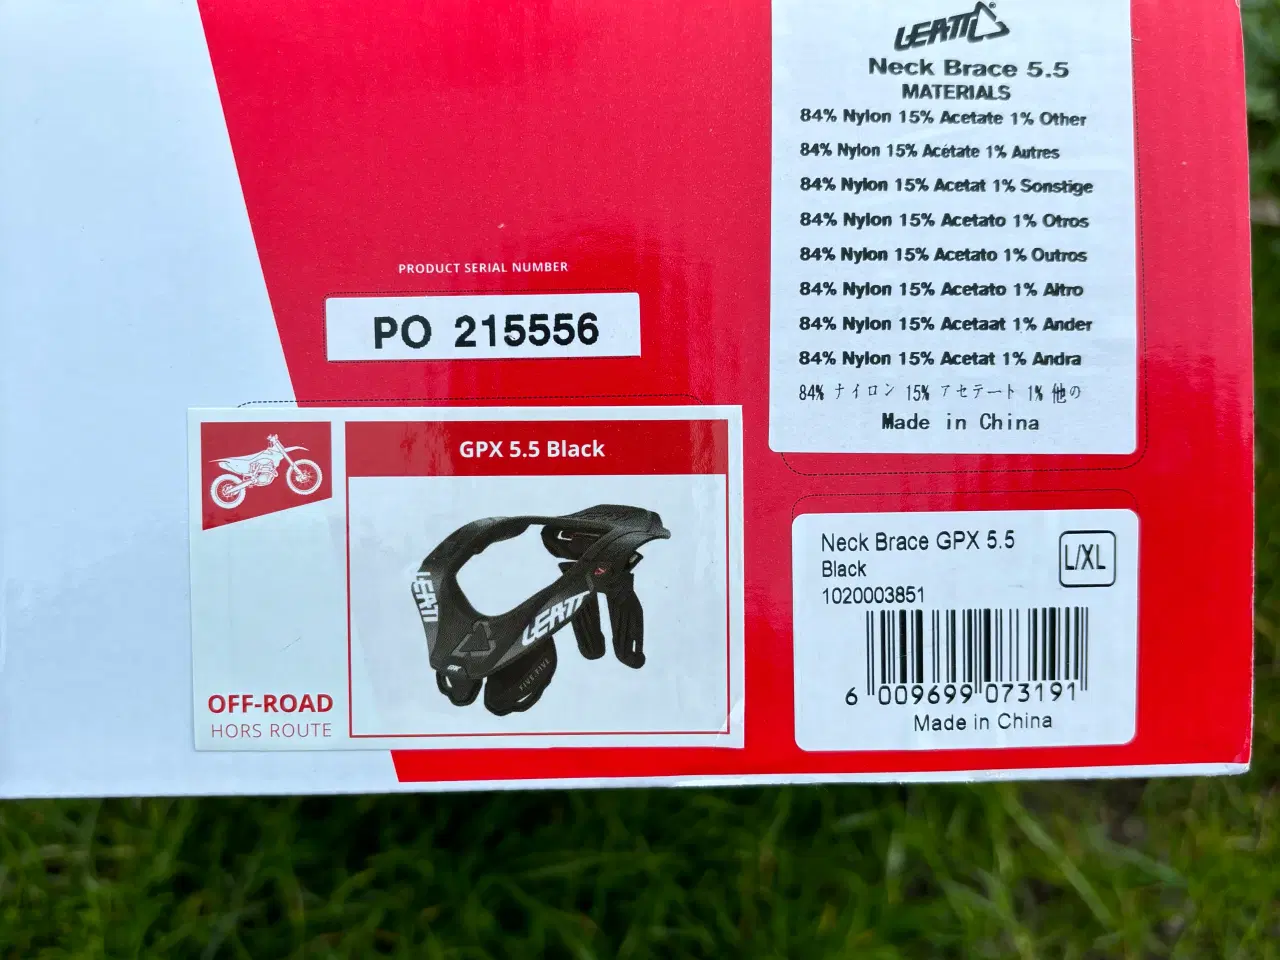 LEATT
Neck Brace 5.5
MATERIALS
84% Nylon 15% Acetate 1% Other
84% Nylon 15% Acétate 1% Autres
84% Nylon 15% Acetat 1% Sonstige
84% Nylon 15% Acetato 1% Otros
84% Nylon 15% Acetato 1% Outros
84% Nylon 15% Acetato 1% Altro
84% Nylon 15% Acetaat 1% Ander
84% Nylon 15% Acetat 1% Andra
84% ナイロン 15% アセテート 1% 他の
Made in China
PRODUCT SERIAL NUMBER
PO 215556
GPX 5.5 Black
LEATT
LEATT
FIVE.FIVE
OFF-ROAD
HORS ROUTE
Neck Brace GPX 5.5
Black
L/XL
1020003851
6 009699 073191
Made in China